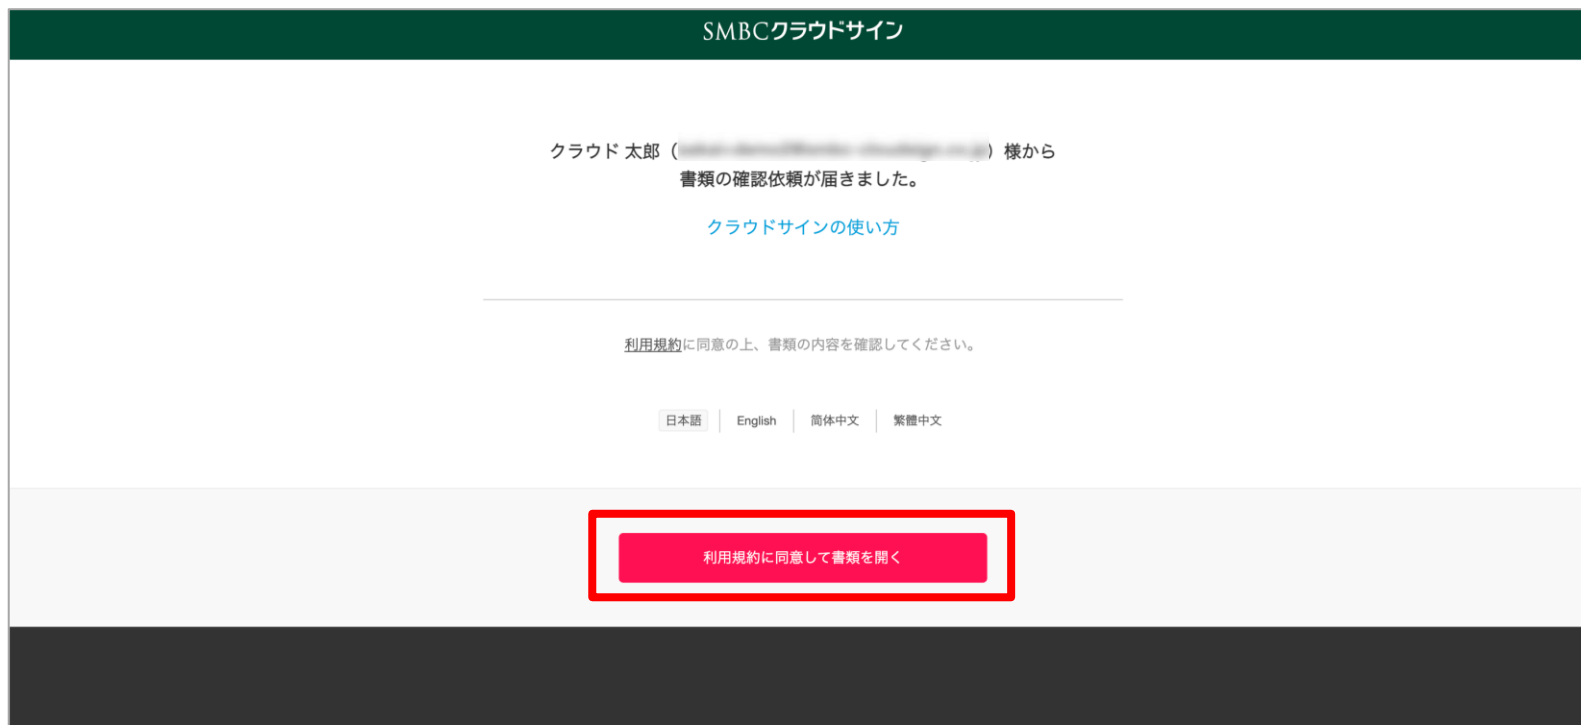 SMBCクラウドサイン
クラウド 太郎（ ）様から
書類の確認依頼が届きました。
クラウドサインの使い方
利用規約に同意の上、書類の内容を確認してください。
日本語 English 简体中文 繁體中文
利用規約に同意して書類を開く